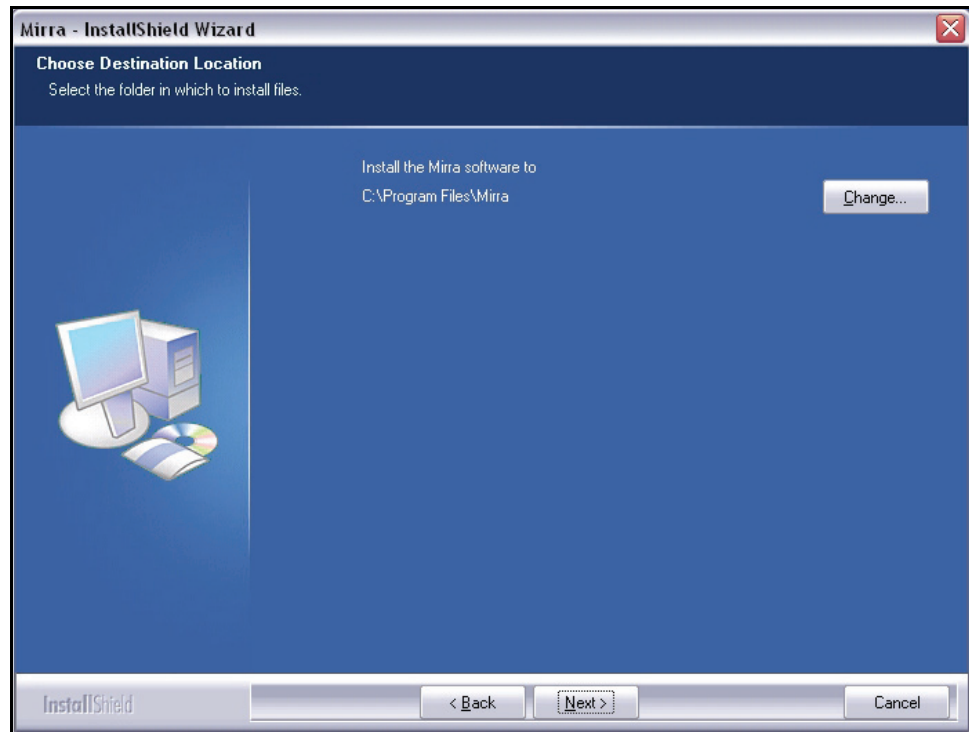 Mirra - InstallShield Wizard
Choose Destination Location
Select the folder in which to install files.
Install the Mirra software to
C:\Program Files\Mirra
Change...
InstallShield
< Back
Next >
Cancel